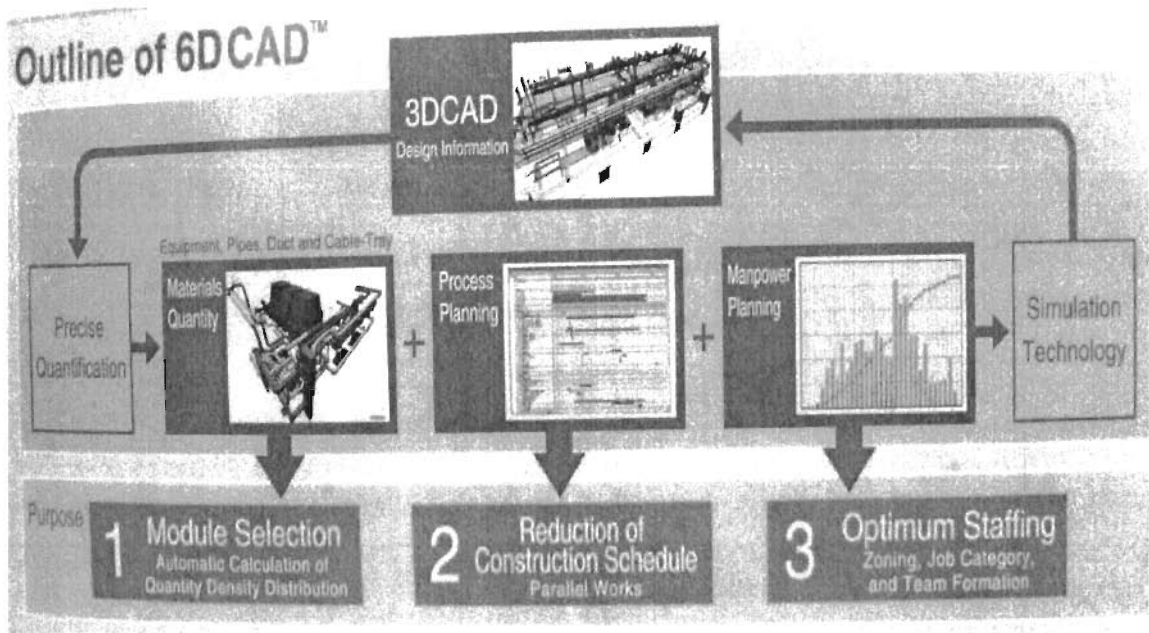 Outline of 6D CAD™
3DCAD
Design Information
Equipment, Pipes, Duct and Cable-Tray
Precise
Quantification
Materials
Quantity
+
Process
Planning
+
Manpower
Planning
Simulation
Technology
Purpose
1
Module Selection
Automatic Calculation of
Quantity Density Distribution
2
Reduction of
Construction Schedule
Parallel Works
3
Optimum Staffing
Zoning, Job Category,
and Team Formation